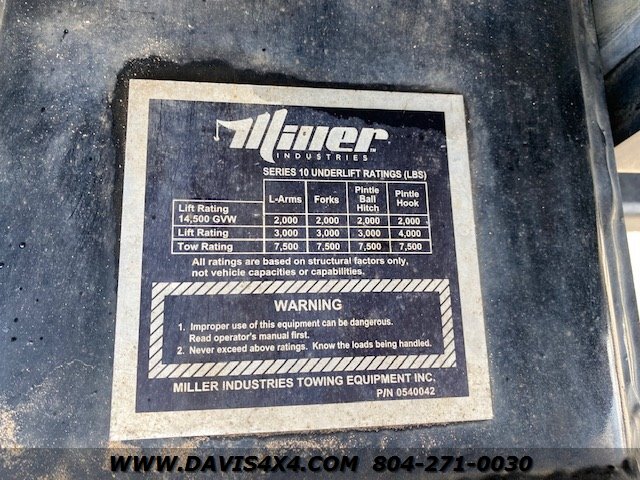 Miller™
INDUSTRIES
SERIES 10 UNDERLIFT RATINGS (LBS)
L-Arms Forks Pintle Ball Hitch Pintle Hook
Lift Rating 14,500 GVW 2,000 2,000 2,000 2,000
Lift Rating 3,000 3,000 3,000 4,000
Tow Rating 7,500 7,500 7,500 7,500
All ratings are based on structural factors only,
not vehicle capacities or capabilities.
WARNING
1. Improper use of this equipment can be dangerous.
Read operator's manual first.
2. Never exceed above ratings. Know the loads being handled.
MILLER INDUSTRIES TOWING EQUIPMENT INC.
P/N 0540042
WWW.DAVIS4X4.COM 804-271-0030